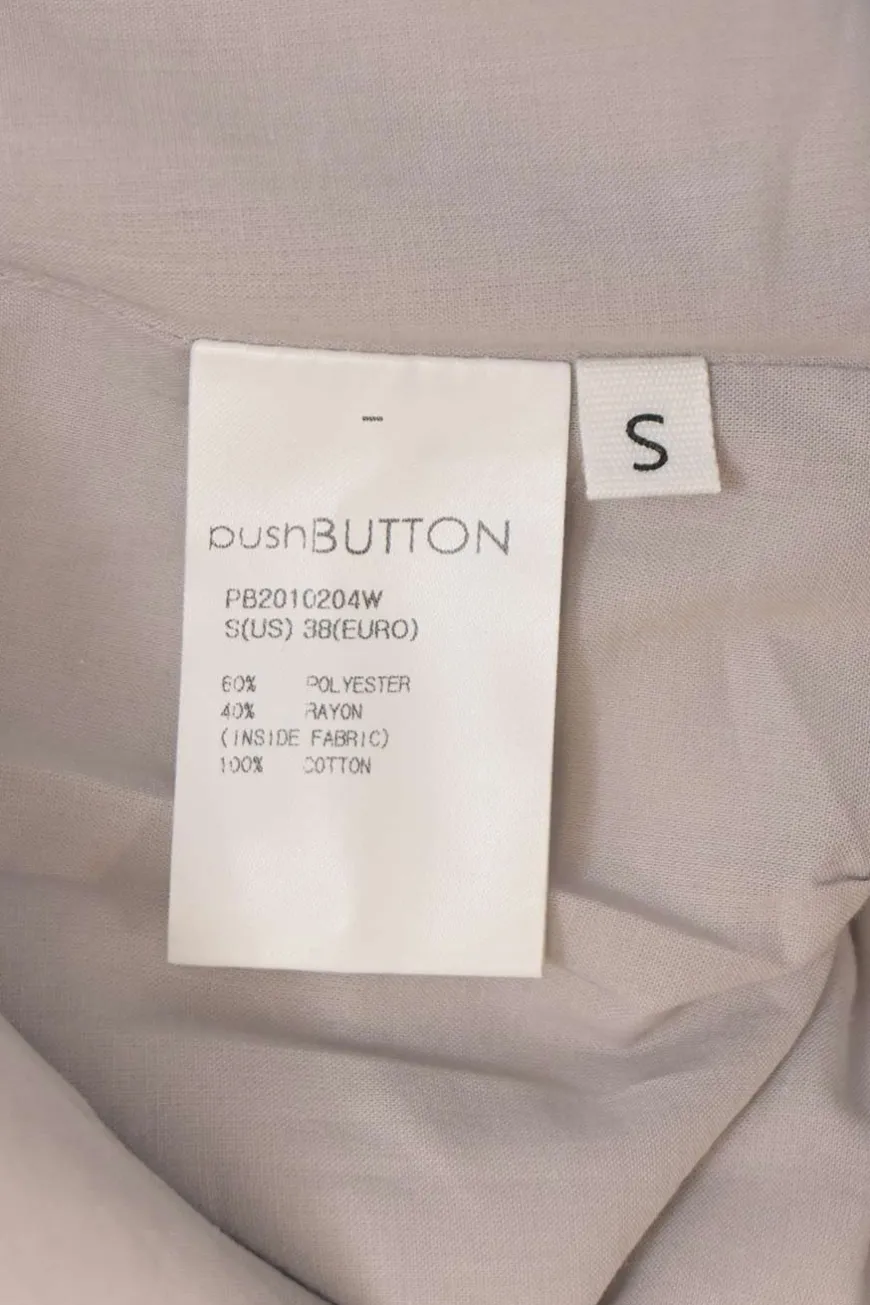 –
pushBUTTON
PB2010204W
S(US) 38(EURO)
60% POLYESTER
40% RAYON
(INSIDE FABRIC)
100% COTTON
S